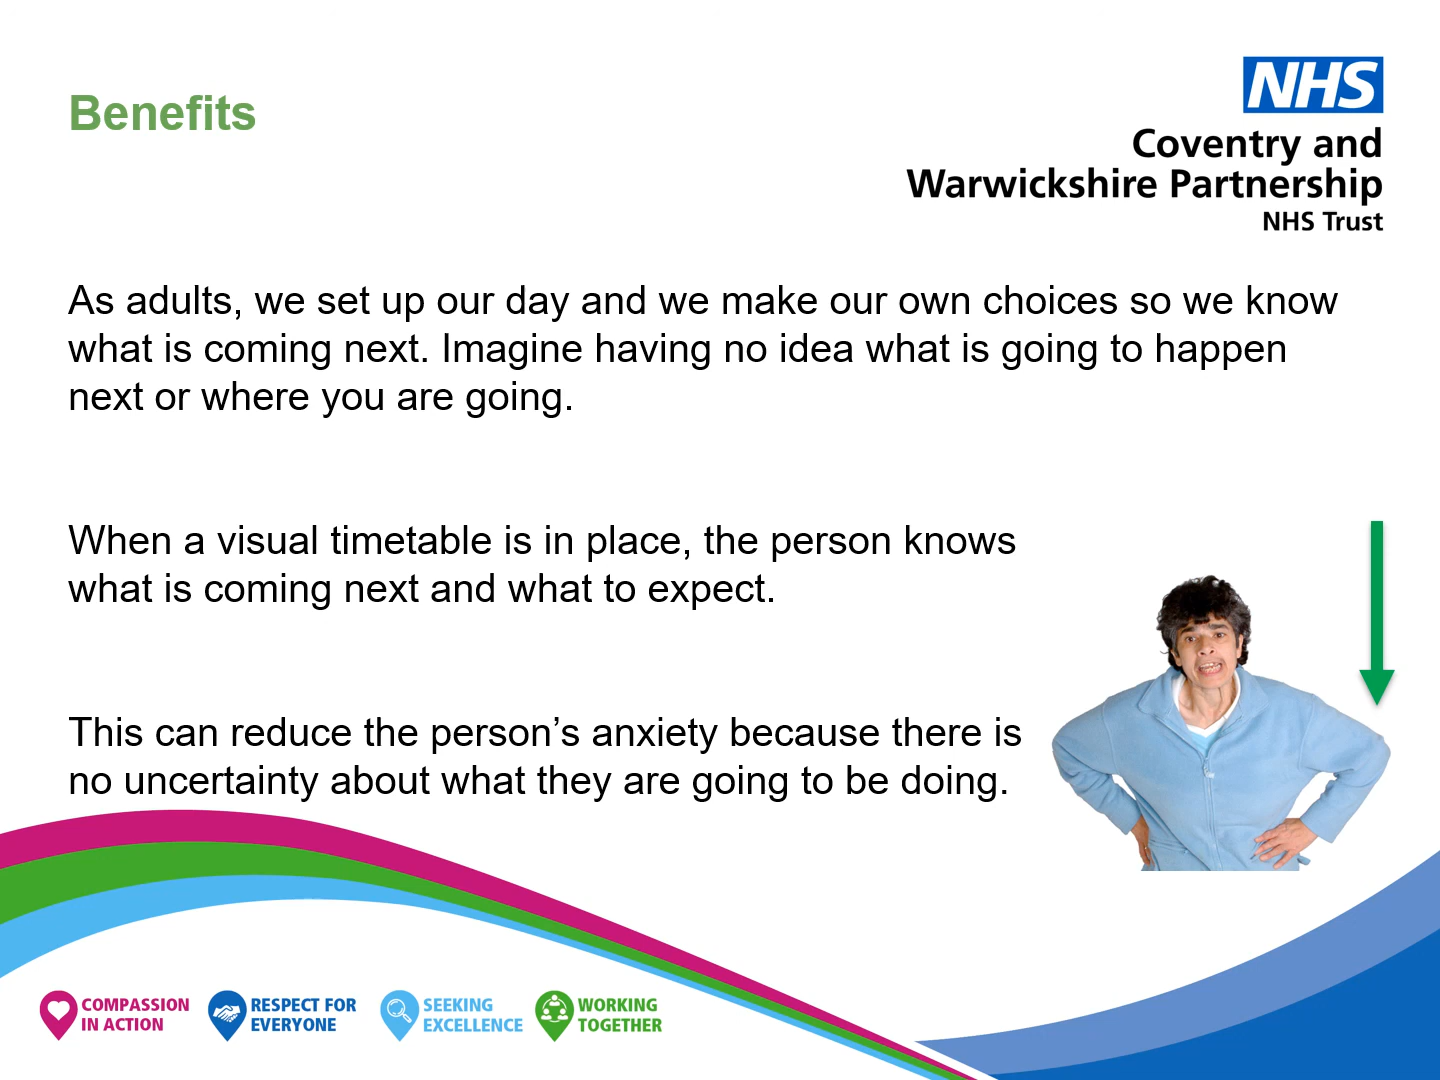 Benefits
NHS
Coventry and
Warwickshire Partnership
NHS Trust
As adults, we set up our day and we make our own choices so we know
what is coming next. Imagine having no idea what is going to happen
next or where you are going.
When a visual timetable is in place, the person knows
what is coming next and what to expect.
This can reduce the person’s anxiety because there is
no uncertainty about what they are going to be doing.
COMPASSION
IN ACTION
RESPECT FOR
EVERYONE
SEEKING
EXCELLENCE
WORKING
TOGETHER